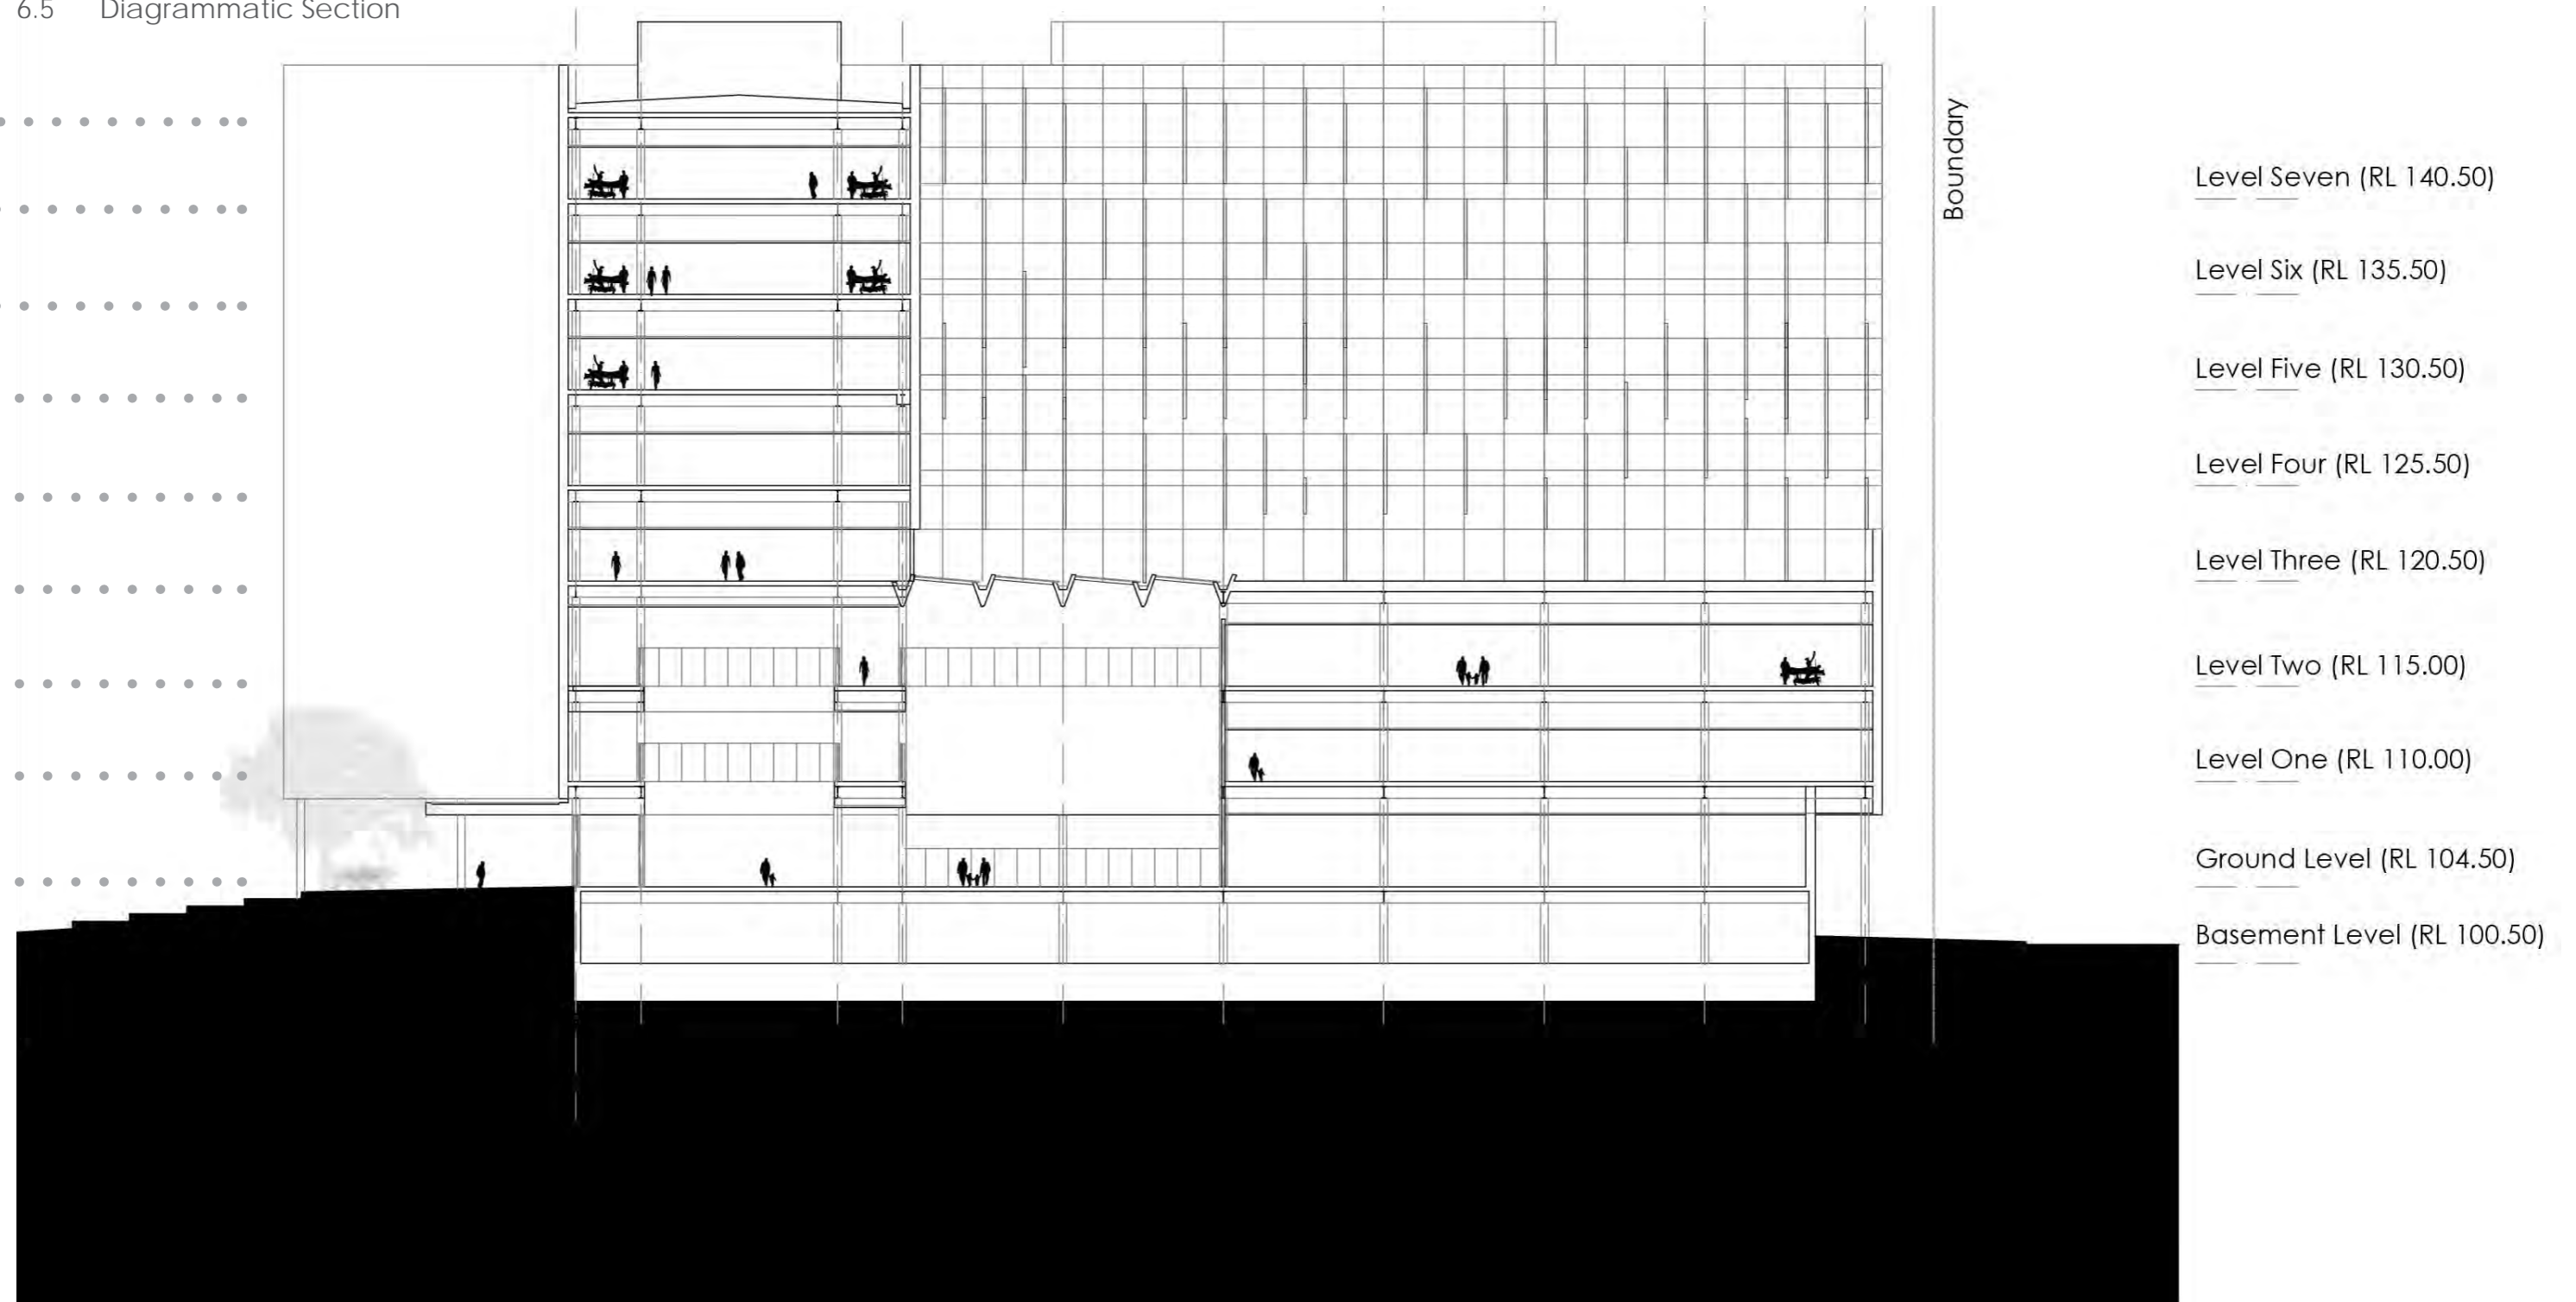 6.5 Diagrammatic Section
Boundary
Level Seven (RL 140.50)
Level Six (RL 135.50)
Level Five (RL 130.50)
Level Four (RL 125.50)
Level Three (RL 120.50)
Level Two (RL 115.00)
Level One (RL 110.00)
Ground Level (RL 104.50)
Basement Level (RL 100.50)